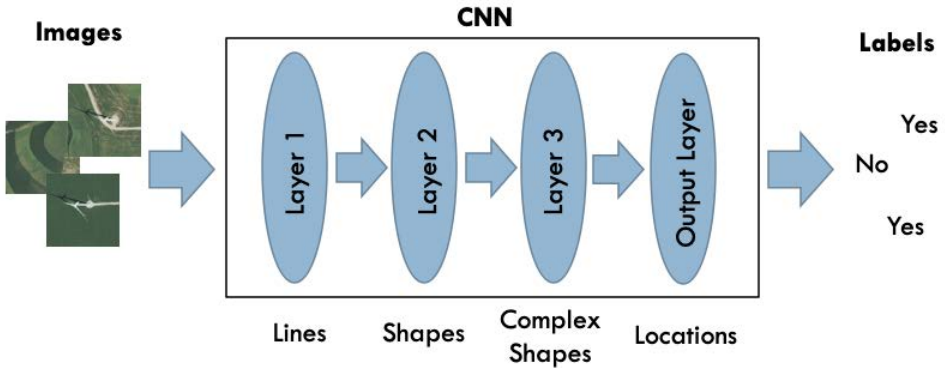 CNN
Images
Labels
Layer 1
Layer 2
Layer 3
Output Layer
Yes
No
Yes
Lines
Shapes
Complex
Shapes
Locations